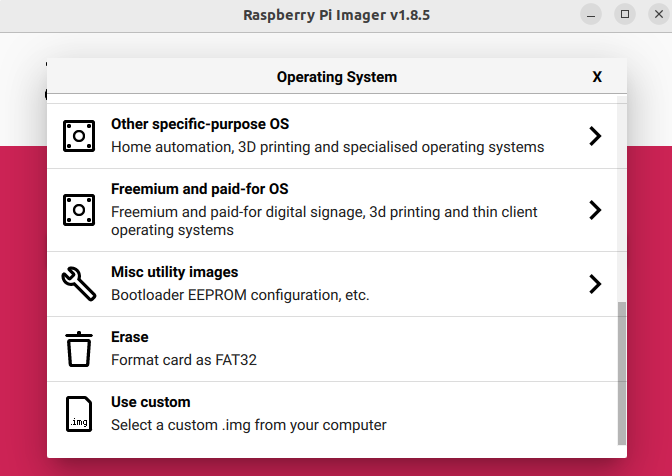 Raspberry Pi Imager v1.8.5
Operating System
X
Other specific-purpose OS
Home automation, 3D printing and specialised operating systems
Freemium and paid-for OS
Freemium and paid-for digital signage, 3d printing and thin client
operating systems
Misc utility images
Bootloader EEPROM configuration, etc.
Erase
Format card as FAT32
Use custom
.img
Select a custom .img from your computer